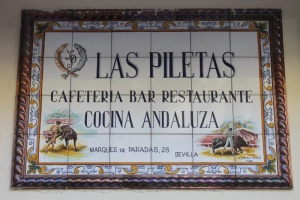 LAS PILETAS
CAFETERIA BAR RESTAURANTE
COCINA ANDALUZA
MARQUES DE PARADAS, 28 SEVILLA